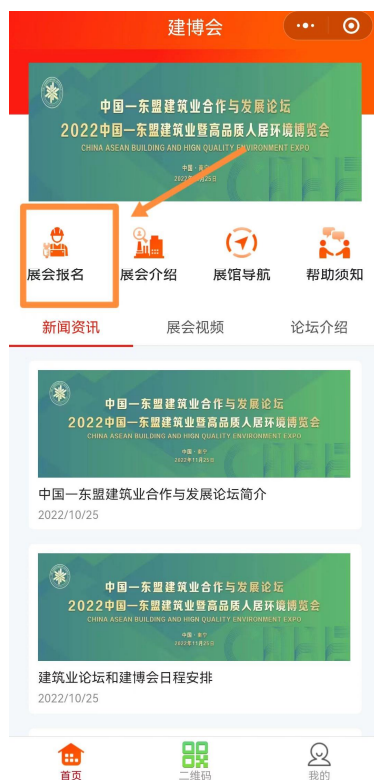 建博会
中国—东盟建筑业合作与发展论坛
2022中国—东盟建筑业暨高品质人居环境博览会
CHINA ASEAN BUILDING AND HIGN QUALITY ENVIRONMENT EXPO
中国·南宁
2022年11月25日
展会报名
展会介绍
展馆导航
帮助须知
新闻资讯
展会视频
论坛介绍
中国—东盟建筑业合作与发展论坛
2022中国—东盟建筑业暨高品质人居环境博览会
CHINA ASEAN BUILDING AND HIGN QUALITY ENVIRONMENT EXPO
中国·南宁
2022年11月25日
中国一东盟建筑业合作与发展论坛简介
2022/10/25
中国—东盟建筑业合作与发展论坛
2022中国—东盟建筑业暨高品质人居环境博览会
CHINA ASEAN BUILDING AND HIGN QUALITY ENVIRONMENT EXPO
中国·南宁
2022年11月25日
建筑业论坛和建博会日程安排
2022/10/25
首页
二维码
我的